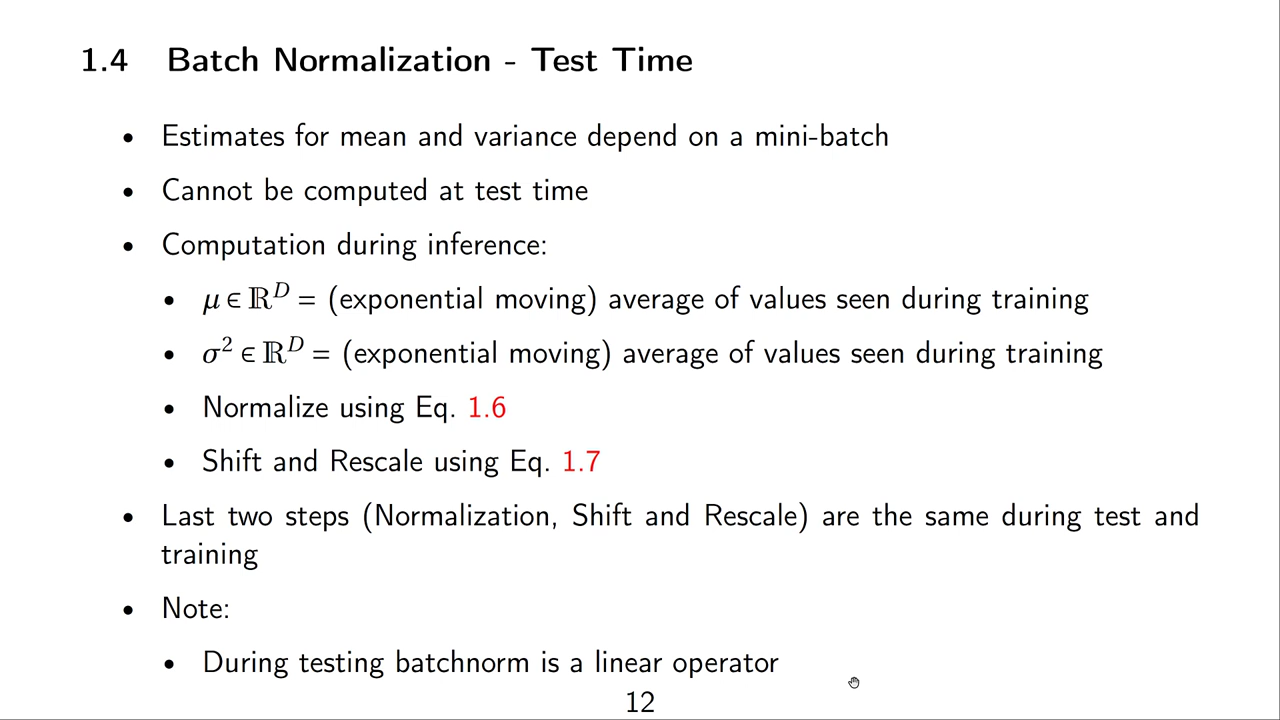 1.4 Batch Normalization - Test Time
• Estimates for mean and variance depend on a mini-batch
• Cannot be computed at test time
• Computation during inference:
• μ ∈ ℝ^D = (exponential moving) average of values seen during training
• σ² ∈ ℝ^D = (exponential moving) average of values seen during training
• Normalize using Eq. 1.6
• Shift and Rescale using Eq. 1.7
• Last two steps (Normalization, Shift and Rescale) are the same during test and
training
• Note:
• During testing batchnorm is a linear operator
12